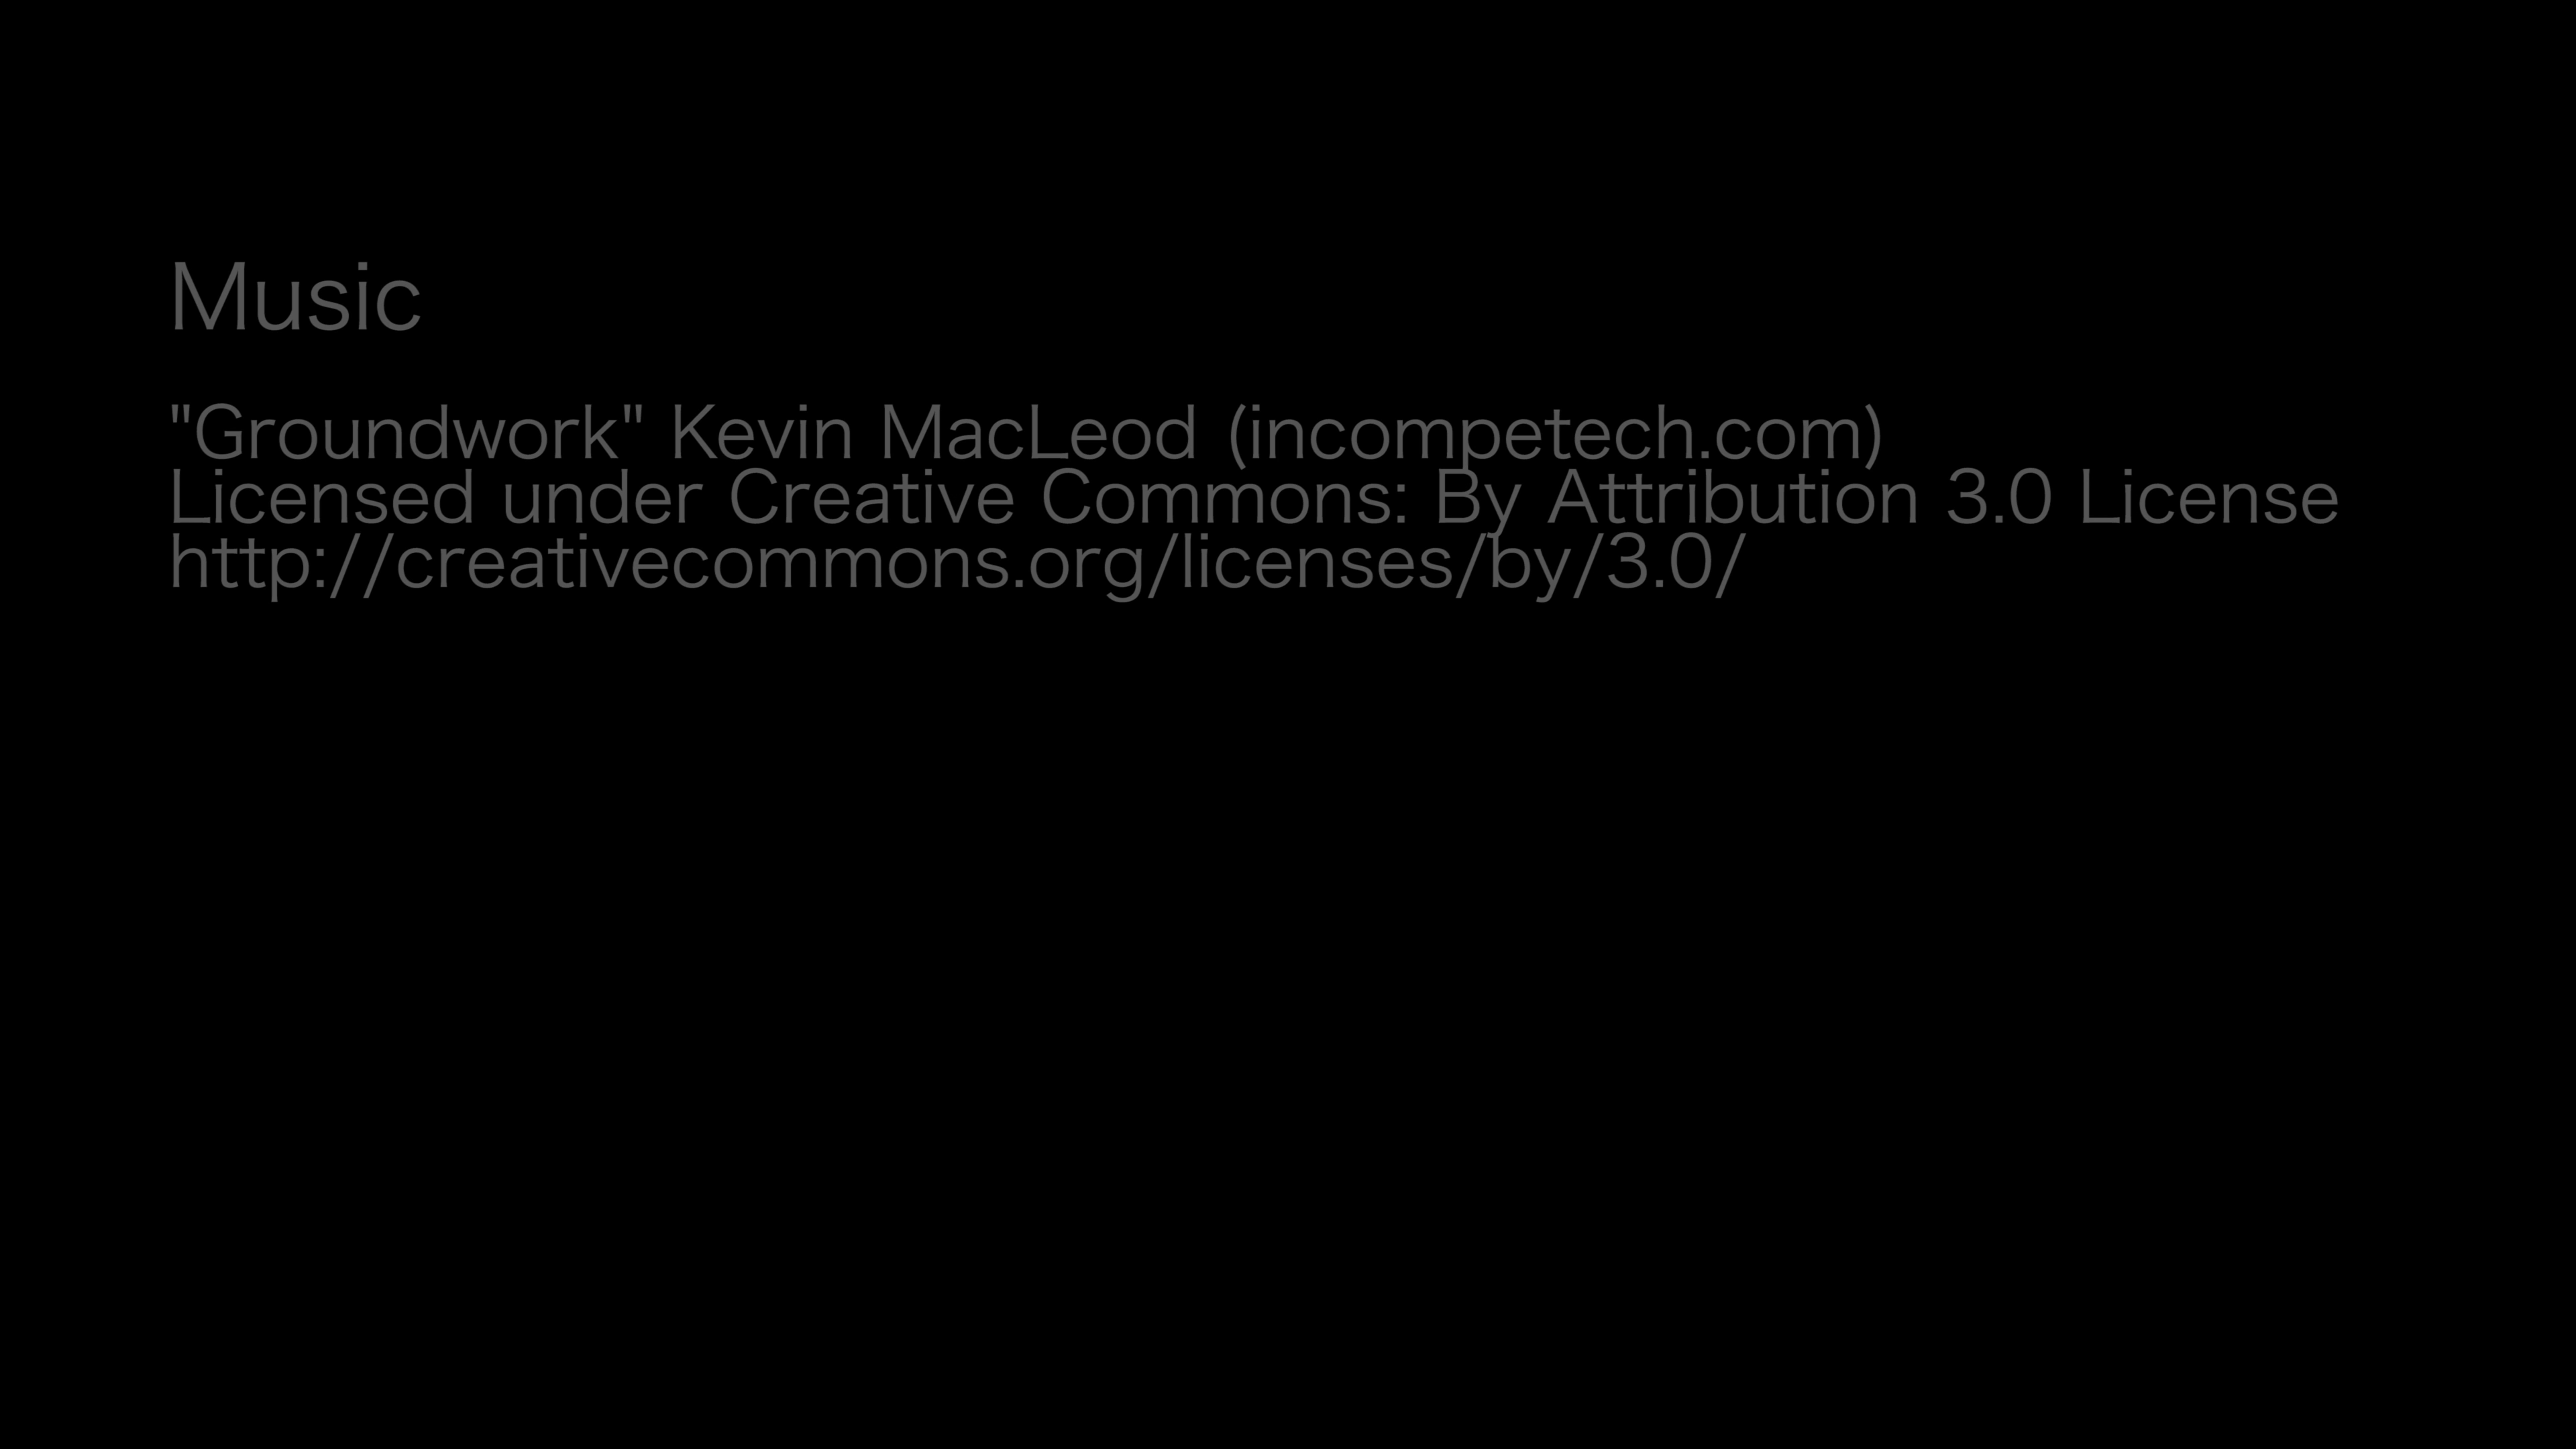 Music
"Groundwork" Kevin MacLeod (incompetech.com)
Licensed under Creative Commons: By Attribution 3.0 License
http://creativecommons.org/licenses/by/3.0/